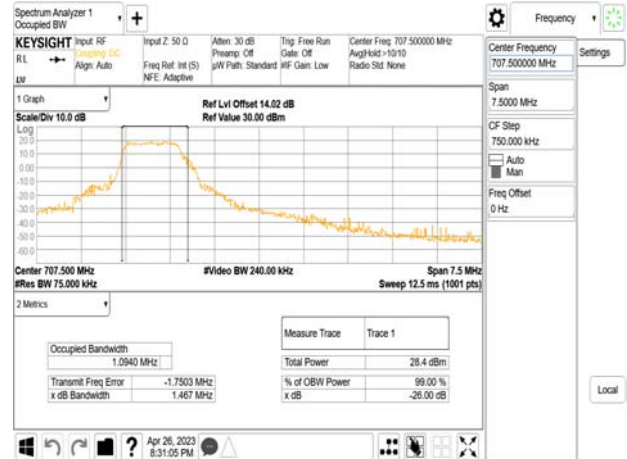 Spectrum Analyzer 1
Occupied BW
Frequency
KEYSIGHT
Input: RF
Input Z: 50 Ω
Atten: 30 dB
Trig: Free Run
Center Freq: 707.500000 MHz
RL
Coupling: DC
Preamp: Off
Gate: Off
Avg|Hold:>10/10
Align: Auto
Freq Ref: Int (S)
µW Path: Standard
#IF Gain: Low
Radio Std: None
NFE: Adaptive
Center Frequency
707.500000 MHz
Settings
Span
7.5000 MHz
CF Step
750.000 kHz
Auto
Man
Freq Offset
0 Hz
1 Graph
Ref Lvl Offset 14.02 dB
Scale/Div 10.0 dB
Ref Value 30.00 dBm
Log
20.0
10.0
0.00
-10.0
-20.0
-30.0
-40.0
-50.0
-60.0
Center 707.500 MHz
#Video BW 240.00 kHz
Span 7.5 MHz
#Res BW 75.000 kHz
Sweep 12.5 ms (1001 pts)
2 Metrics
Measure Trace
Trace 1
Occupied Bandwidth
1.0940 MHz
Total Power
28.4 dBm
Transmit Freq Error
-1.7503 MHz
% of OBW Power
99.00 %
x dB Bandwidth
1.467 MHz
x dB
-26.00 dB
Local
?
Apr 26, 2023
8:31:05 PM